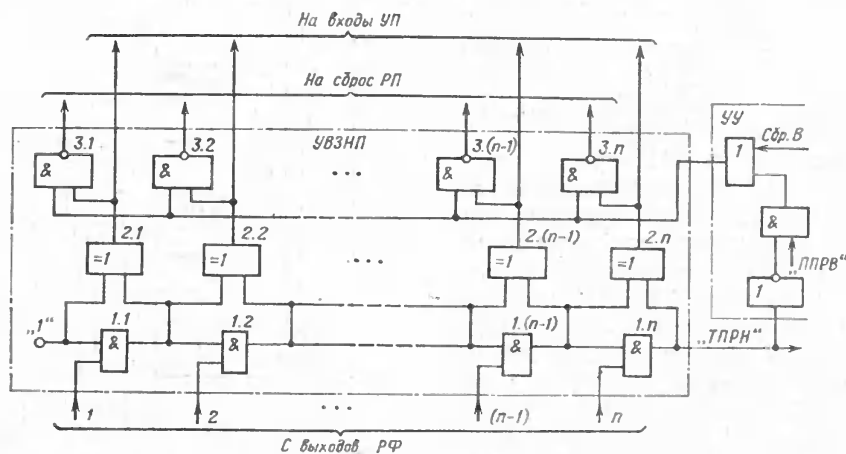 На входы УП
На сброс РП
УВЗНП
УУ
Сбр. В
3.1 3.2 3.(n-1) 3.n
& & ... & &
1
&
2.1 2.2 2.(n-1) 2.n
=1 =1 ... =1 =1
„ППРВ“
1
„1“
1.1 1.2 1.(n-1) 1.n
& & & &
„ТПРН“
1 2 ... (n-1) n
С выходов РФ